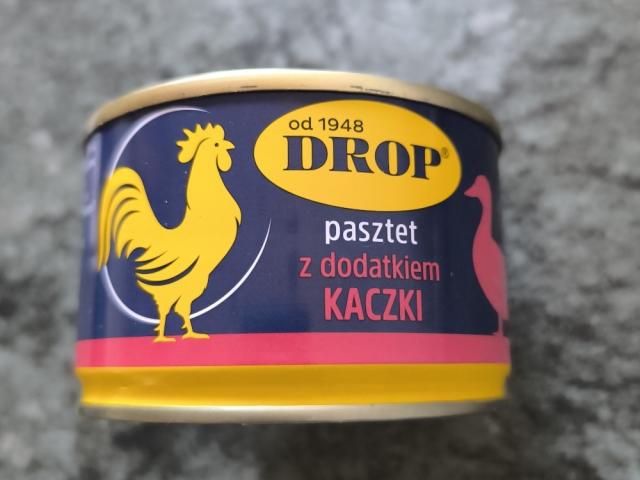 od 1948
DROP®
pasztet
z dodatkiem
KACZKI